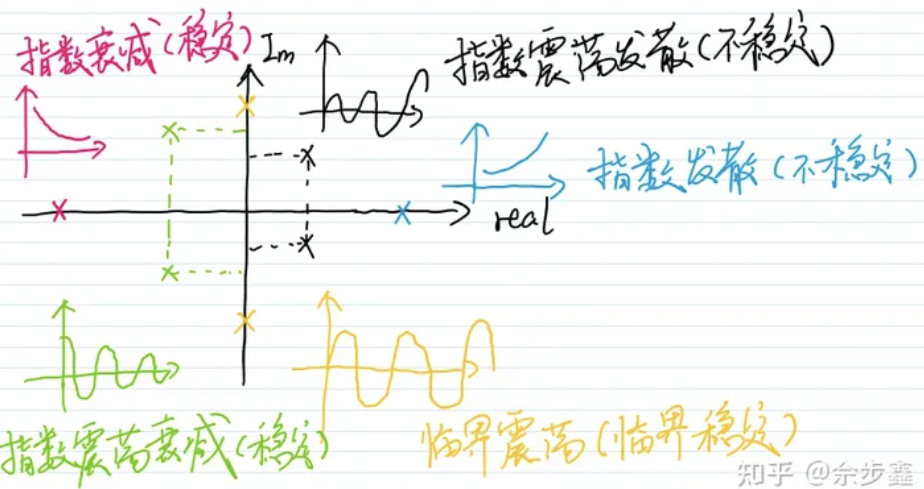 指数衰减(稳定)
Im
指数震荡发散(不稳定)
指数发散(不稳定)
real
指数震荡衰减(稳定)
临界震荡(临界稳定)
知乎 @余步鑫